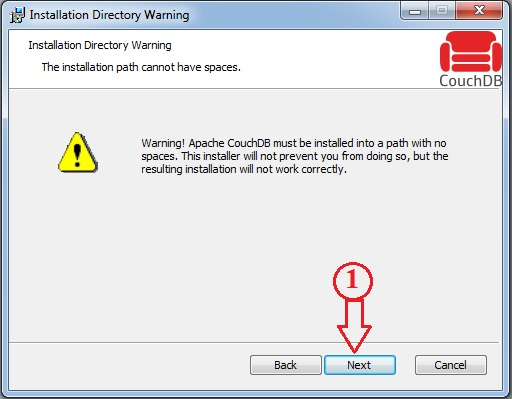 Installation Directory Warning
Installation Directory Warning
The installation path cannot have spaces.
CouchDB
Warning! Apache CouchDB must be installed into a path with no
spaces. This installer will not prevent you from doing so, but the
resulting installation will not work correctly.
1
Back
Next
Cancel